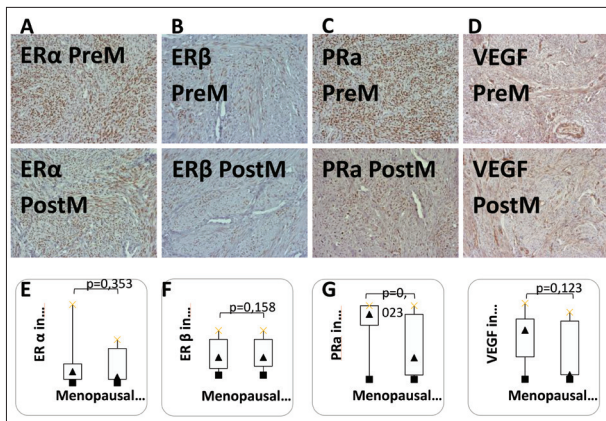 A
B
C
D
ERα PreM
ERβ
PreM
PRa
PreM
VEGF
PreM
ERα
PostM
ERβ PostM
PRa PostM
VEGF
PostM
E
p=0,353
ER α in...
Menopausal...
F
p=0,158
ER β in...
Menopausal...
G
p=0,
023
PRa in...
Menopausal...
p=0,123
VEGF in...
Menopausal...